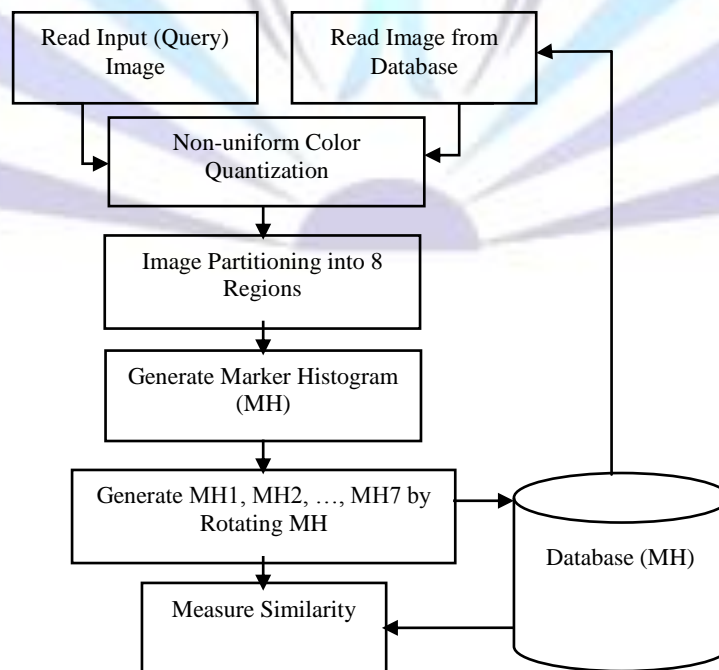 Read Input (Query)
Image
Read Image from
Database
Non-uniform Color
Quantization
Image Partitioning into 8
Regions
Generate Marker Histogram
(MH)
Generate MH1, MH2, …, MH7 by
Rotating MH
Database (MH)
Measure Similarity